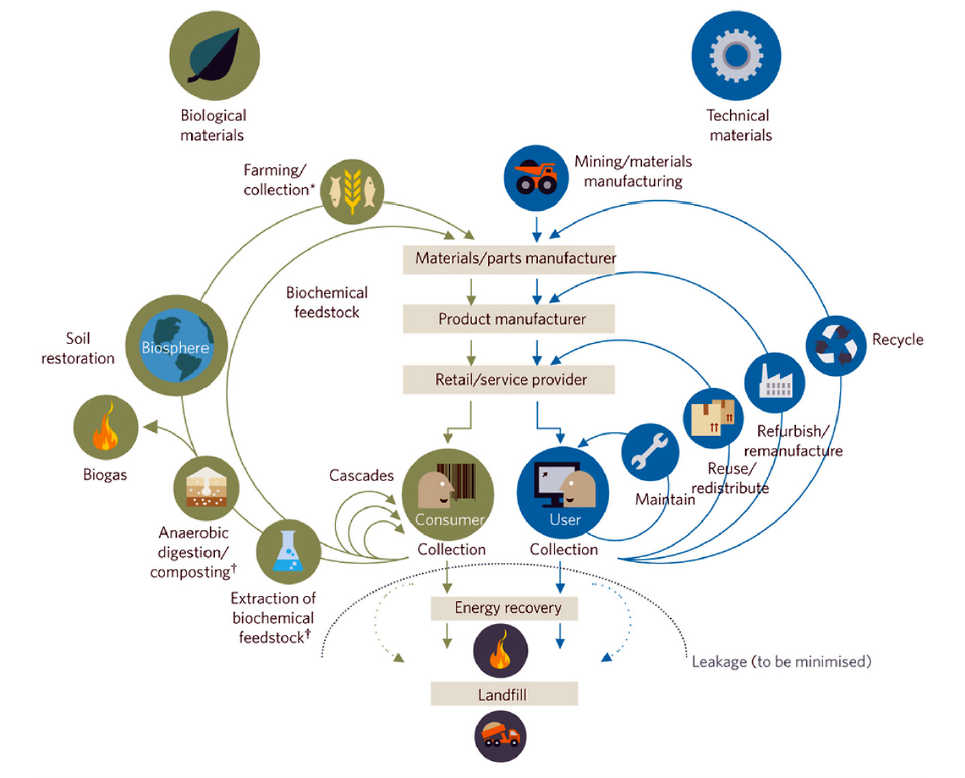 Biological
materials
Technical
materials
Farming/
collection*
Mining/materials
manufacturing
Materials/parts manufacturer
Biochemical
feedstock
Product manufacturer
Soil
restoration
Biosphere
Recycle
Retail/service provider
Refurbish/
remanufacture
Biogas
Reuse/
redistribute
Cascades
Maintain
Consumer
User
Anaerobic
digestion/
composting†
Collection
Collection
Extraction of
biochemical
feedstock†
Energy recovery
Leakage (to be minimised)
Landfill